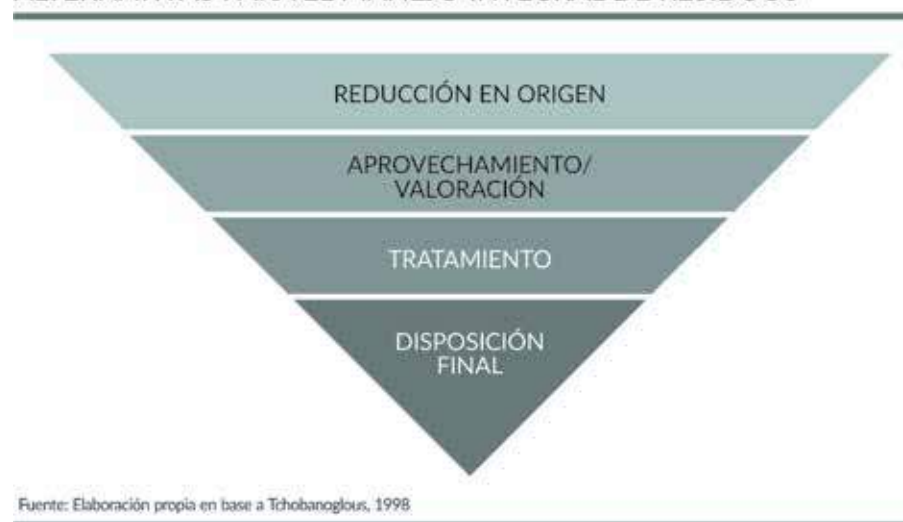 REDUCCIÓN EN ORIGEN
APROVECHAMIENTO/
VALORACIÓN
TRATAMIENTO
DISPOSICIÓN
FINAL
Fuente: Elaboración propia en base a Tchobanoglous, 1998